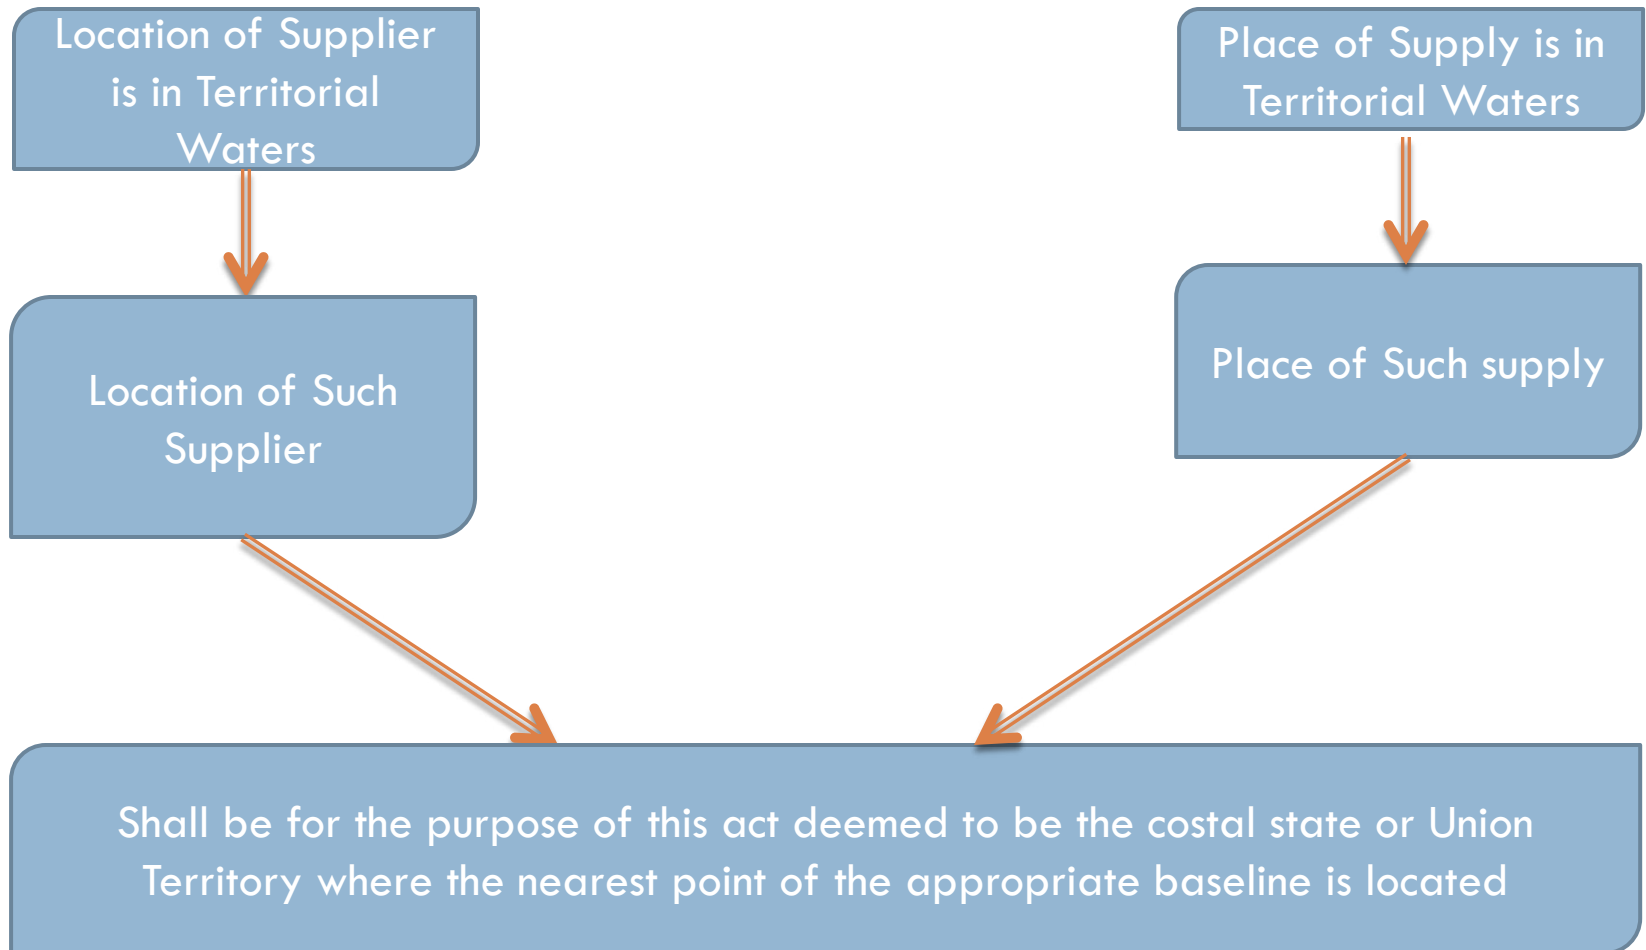 Location of Supplier
is in Territorial
Waters
Place of Supply is in
Territorial Waters
Location of Such
Supplier
Place of Such supply
Shall be for the purpose of this act deemed to be the costal state or Union
Territory where the nearest point of the appropriate baseline is located